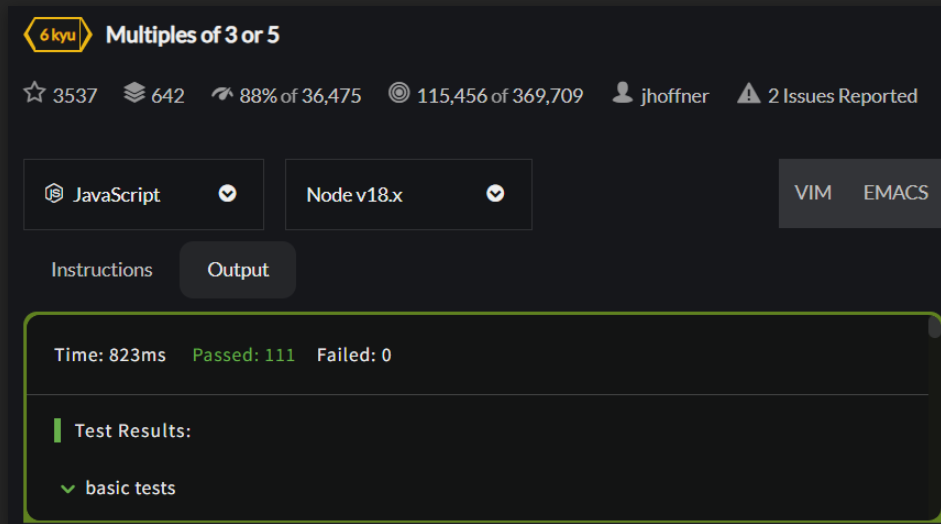 6 kyu Multiples of 3 or 5
3537 642 88% of 36,475 115,456 of 369,709 jhoffner 2 Issues Reported
JS JavaScript Node v18.x VIM EMACS
Instructions Output
Time: 823ms Passed: 111 Failed: 0
Test Results:
basic tests